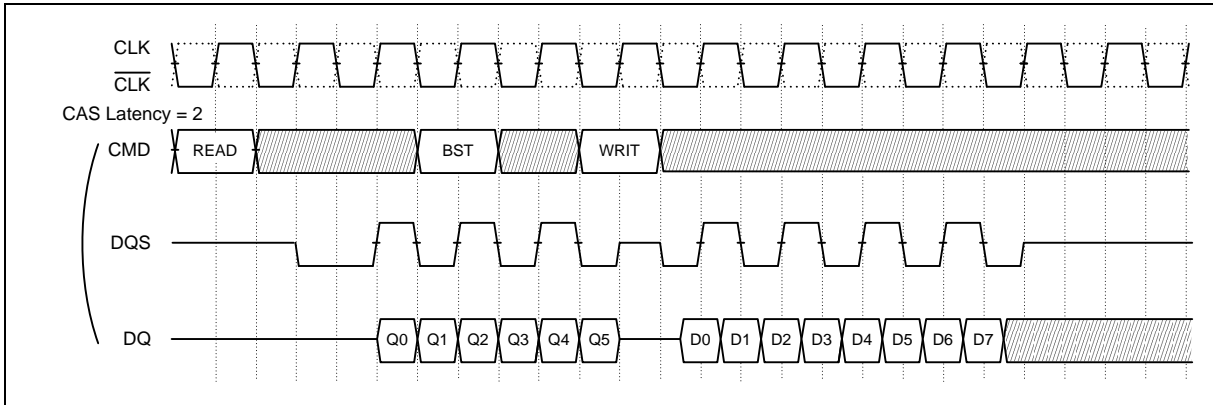 CLK
CLK
CAS Latency = 2
CMD READ BST WRIT
DQS
DQ Q0 Q1 Q2 Q3 Q4 Q5 D0 D1 D2 D3 D4 D5 D6 D7